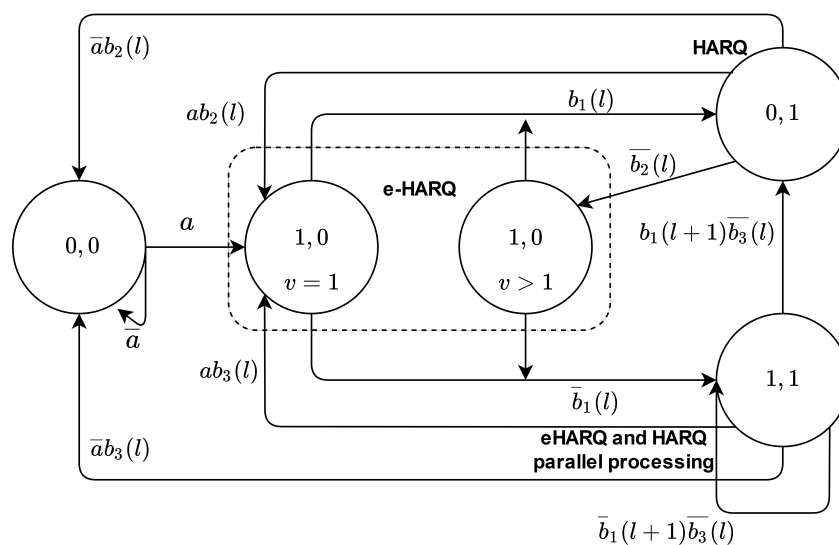 $\overline{a}b_2(l)$
HARQ
$ab_2(l)$
$b_1(l)$
0, 1
$\overline{b_2}(l)$
e-HARQ
$a$
0, 0
1, 0
$v = 1$
1, 0
$v > 1$
$b_1(l+1)\overline{b_3}(l)$
$\overline{a}$
$ab_3(l)$
$\overline{b}_1(l)$
1, 1
$\overline{a}b_3(l)$
eHARQ and HARQ
parallel processing
$\overline{b}_1(l+1)\overline{b_3}(l)$